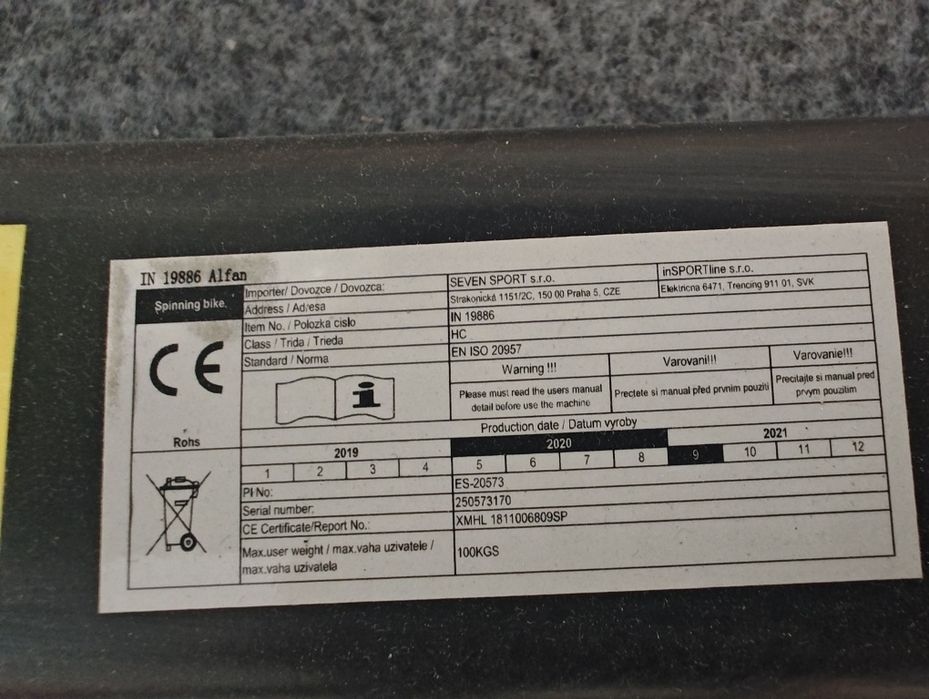 IN 19886 Alfan
Spinning bike.
Importer/ Dovozce / Dovozca: SEVEN SPORT s.r.o. inSPORTline s.r.o.
Address / Adresa Strakonická 1151/2C, 150 00 Praha 5, CZE Elektricna 6471, Trencing 911 01, SVK
Item No. / Polozka cislo IN 19886
Class / Trida / Trieda HC
Standard / Norma EN ISO 20957
CE
i
Warning !!! Varovani!!! Varovanie!!!
Please must read the users manual
detail before use the machine
Prectete si manual před prvnim pouziti
Precitajte si manual pred
prvym pouzitim
Rohs
Production date / Datum vyroby
2019 2020 2021
1 2 3 4 5 6 7 8 9 10 11 12
PI No: ES-20573
Serial number: 250573170
CE Certificate/Report No.: XMHL 1811006809SP
Max.user weight / max.vaha uzivatele /
max.vaha uzivatela
100KGS